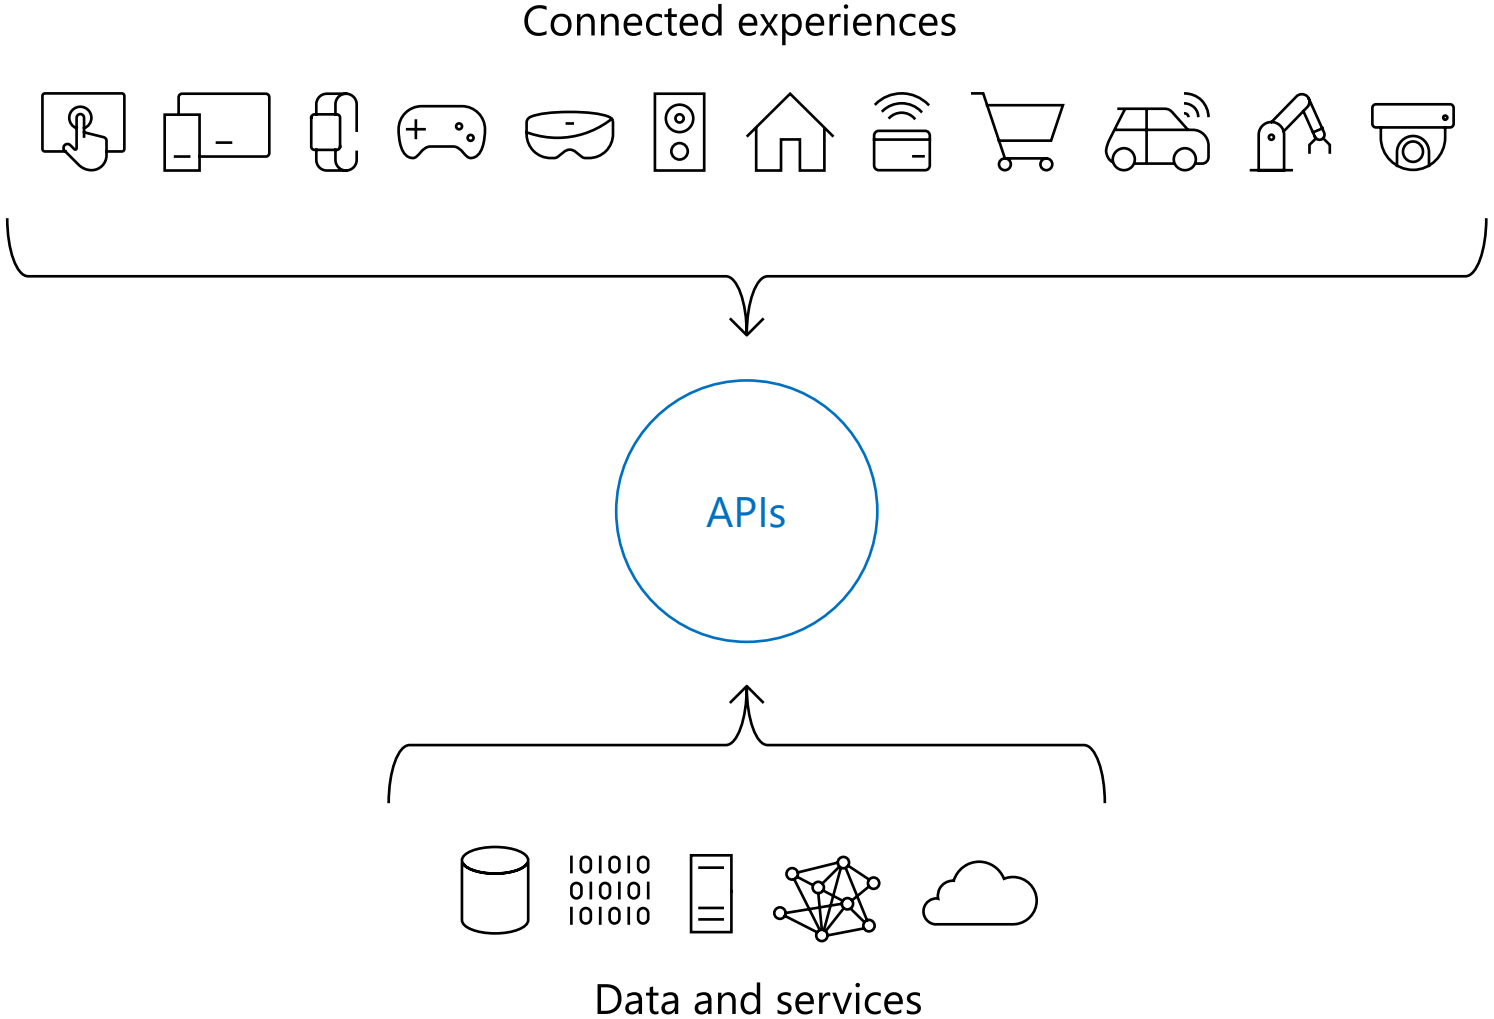 Connected experiences
APIs
101010
010101
101010
Data and services